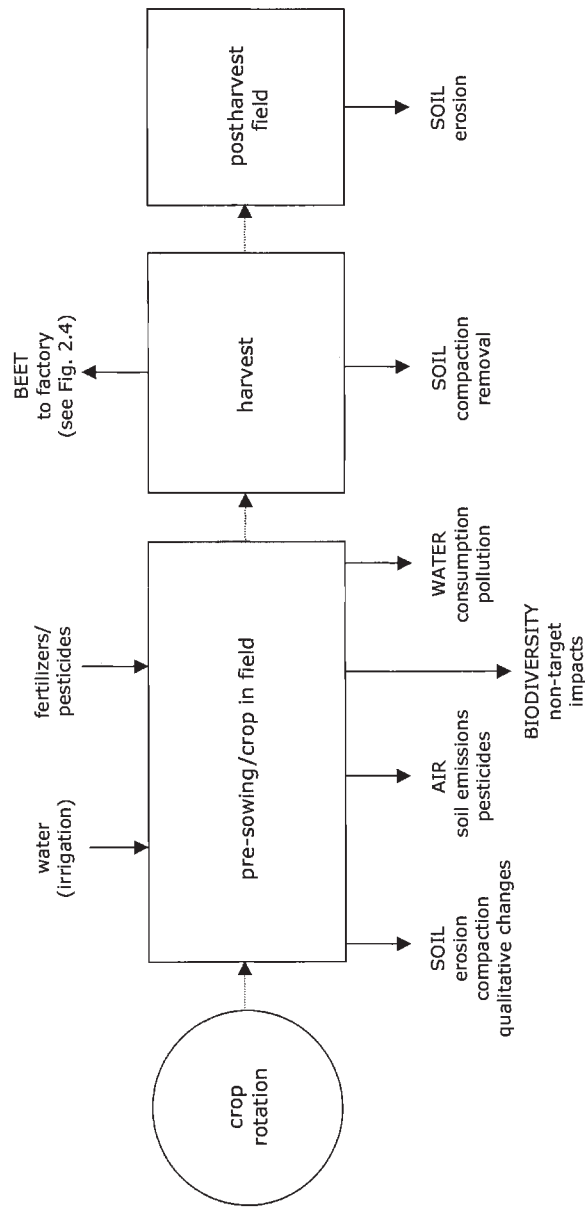 crop
rotation
water
(irrigation)
fertilizers/
pesticides
pre-sowing/crop in field
SOIL
erosion
compaction
qualitative changes
AIR
soil emissions
pesticides
BIODIVERSITY
non-target
impacts
WATER
consumption
pollution
BEET
to factory
(see Fig. 2.4)
harvest
SOIL
compaction
removal
postharvest
field
SOIL
erosion